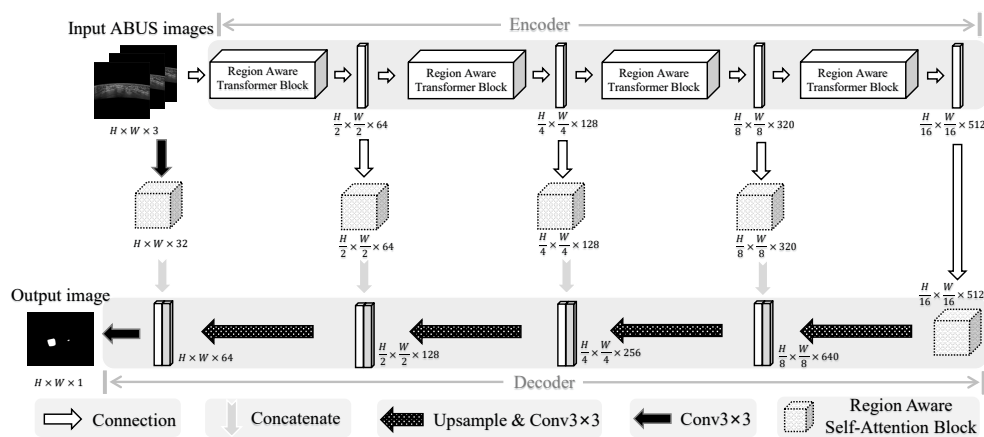 Input ABUS images
Encoder
Region Aware
Transformer Block
Region Aware
Transformer Block
Region Aware
Transformer Block
Region Aware
Transformer Block
H × W × 3
H/2 × W/2 × 64
H/4 × W/4 × 128
H/8 × W/8 × 320
H/16 × W/16 × 512
H × W × 32
H/2 × W/2 × 64
H/4 × W/4 × 128
H/8 × W/8 × 320
H/16 × W/16 × 512
Output image
H × W × 64
H/2 × W/2 × 128
H/4 × W/4 × 256
H/8 × W/8 × 640
H × W × 1
Decoder
Connection
Concatenate
Upsample & Conv3×3
Conv3×3
Region Aware
Self-Attention Block